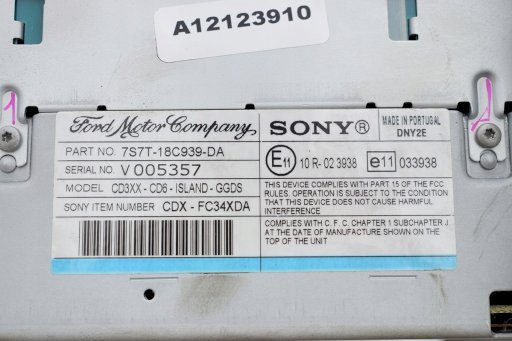 A12123910
1
1
Ford Motor Company
PART NO. 7S7T-18C939-DA
SERIAL NO. V005357
MODEL CD3XX - CD6 - ISLAND - GGDS
SONY ITEM NUMBER CDX - FC34XDA
SONY®
MADE IN PORTUGAL
DNY2E
E11 10 R- 02 3938 e11 033938
THIS DEVICE COMPLIES WITH PART 15 OF THE FCC
RULES. OPERATION IS SUBJECT TO THE CONDITION
THAT THIS DEVICE DOES NOT CAUSE HARMFUL
INTERFERENCE
COMPLIES WITH C. F. C. CHAPTER 1 SUBCHAPTER J
AT THE DATE OF MANUFACTURE SHOWN ON THE
TOP OF THE UNIT